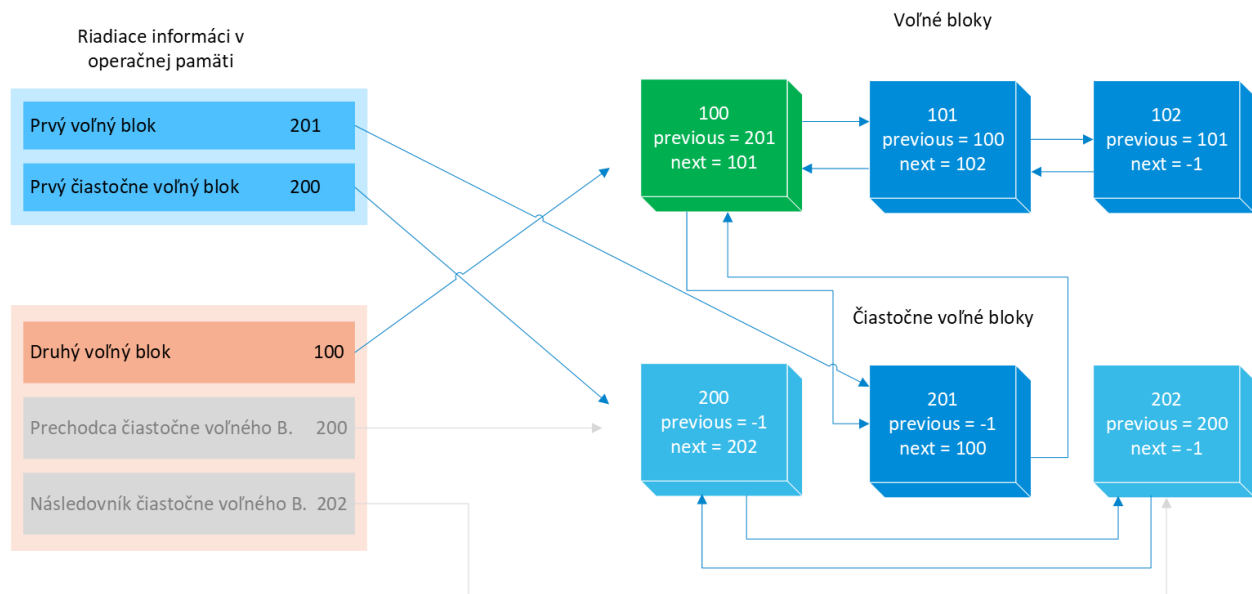 Riadiace informáci v
operačnej pamäti
Prvý voľný blok 201
Prvý čiastočne voľný blok 200
Druhý voľný blok 100
Prechodca čiastočne voľného B. 200
Následovník čiastočne voľného B. 202
Voľné bloky
100
previous = 201
next = 101
101
previous = 100
next = 102
102
previous = 101
next = -1
Čiastočne voľné bloky
200
previous = -1
next = 202
201
previous = -1
next = 100
202
previous = 200
next = -1